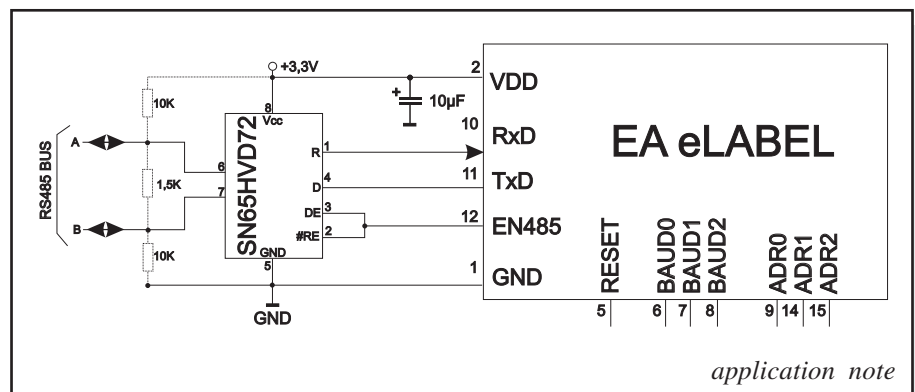 +3,3V
10K
8
Vcc
10µF
+
2
VDD
RS485 BUS
A
1,5K
B
10K
6
7
SN65HVD72
R
1
D
4
DE
3
#RE
2
GND
5
GND
10
RxD
11
TxD
12
EN485
1
GND
EA eLABEL
RESET
BAUD0
BAUD1
BAUD2
ADR0
ADR1
ADR2
5
6
7
8
9
14
15
application note